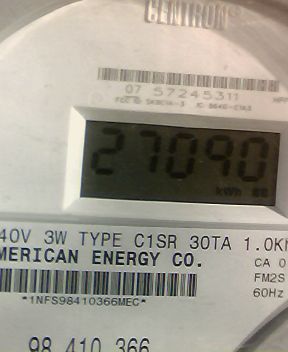 CENTRON
07 57245311
27090
kWh
40V 3W TYPE C1SR 30TA 1.0K
MERICAN ENERGY CO.
CA 0
FM2S
60Hz
*1NFS98410366MEC*
98 410 366